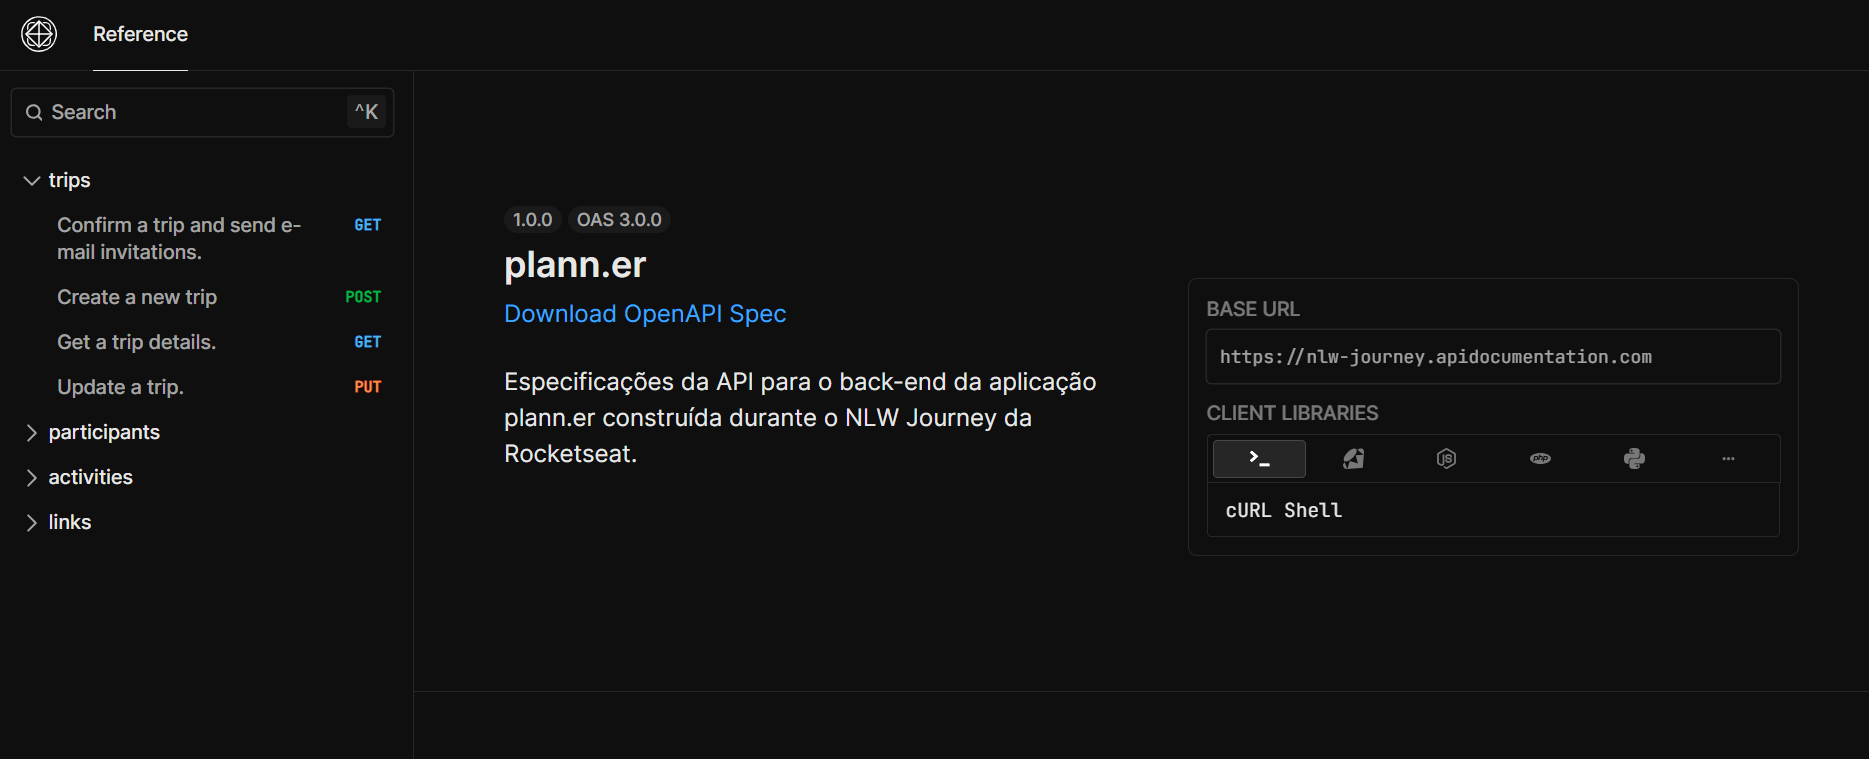 Reference
Search
^K
trips
Confirm a trip and send e-
mail invitations.
GET
Create a new trip
POST
Get a trip details.
GET
Update a trip.
PUT
participants
activities
links
1.0.0
OAS 3.0.0
plann.er
Download OpenAPI Spec
Especificações da API para o back-end da aplicação
plann.er construída durante o NLW Journey da
Rocketseat.
BASE URL
https://nlw-journey.apidocumentation.com
CLIENT LIBRARIES
>_
JS
php
...
cURL Shell